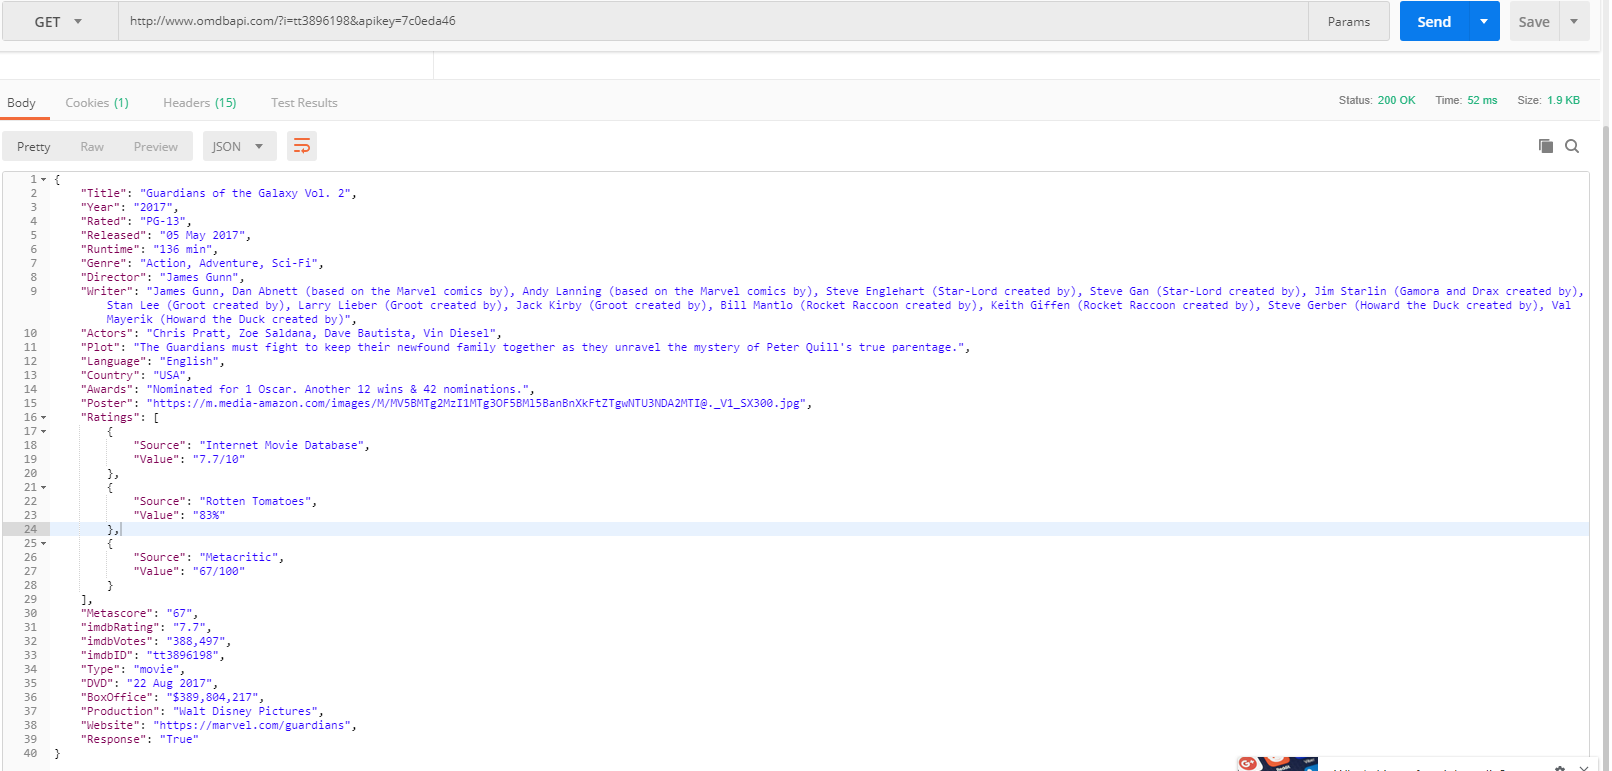 GET http://www.omdbapi.com/?i=tt3896198&apikey=7c0eda46 Params Send Save
Body Cookies (1) Headers (15) Test Results Status: 200 OK Time: 52 ms Size: 1.9 KB
Pretty Raw Preview JSON
1 {
2 "Title": "Guardians of the Galaxy Vol. 2",
3 "Year": "2017",
4 "Rated": "PG-13",
5 "Released": "05 May 2017",
6 "Runtime": "136 min",
7 "Genre": "Action, Adventure, Sci-Fi",
8 "Director": "James Gunn",
9 "Writer": "James Gunn, Dan Abnett (based on the Marvel comics by), Andy Lanning (based on the Marvel comics by), Steve Englehart (Star-Lord created by), Steve Gan (Star-Lord created by), Jim Starlin (Gamora and Drax created by),
Stan Lee (Groot created by), Larry Lieber (Groot created by), Jack Kirby (Groot created by), Bill Mantlo (Rocket Raccoon created by), Keith Giffen (Rocket Raccoon created by), Steve Gerber (Howard the Duck created by), Val
Mayerik (Howard the Duck created by)",
10 "Actors": "Chris Pratt, Zoe Saldana, Dave Bautista, Vin Diesel",
11 "Plot": "The Guardians must fight to keep their newfound family together as they unravel the mystery of Peter Quill's true parentage.",
12 "Language": "English",
13 "Country": "USA",
14 "Awards": "Nominated for 1 Oscar. Another 12 wins & 42 nominations.",
15 "Poster": "https://m.media-amazon.com/images/M/MV5BMTg2MzI1MTg3OF5BMl5BanBnXkFtZTgwNTU3NDA2MTI@._V1_SX300.jpg",
16 "Ratings": [
17 {
18 "Source": "Internet Movie Database",
19 "Value": "7.7/10"
20 },
21 {
22 "Source": "Rotten Tomatoes",
23 "Value": "83%"
24 },
25 {
26 "Source": "Metacritic",
27 "Value": "67/100"
28 }
29 ],
30 "Metascore": "67",
31 "imdbRating": "7.7",
32 "imdbVotes": "388,497",
33 "imdbID": "tt3896198",
34 "Type": "movie",
35 "DVD": "22 Aug 2017",
36 "BoxOffice": "$389,804,217",
37 "Production": "Walt Disney Pictures",
38 "Website": "https://marvel.com/guardians",
39 "Response": "True"
40 }